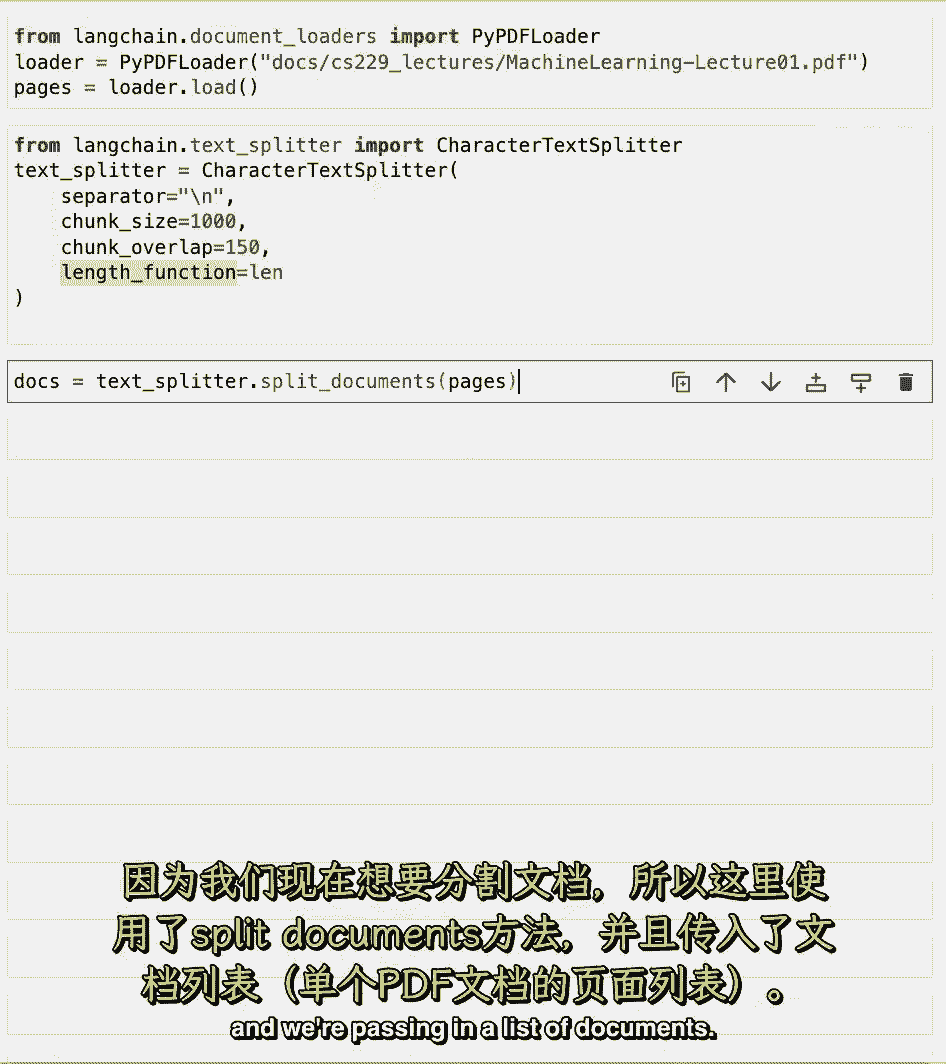 from langchain.document_loaders import PyPDFLoader
loader = PyPDFLoader("docs/cs229_lectures/MachineLearning-Lecture01.pdf")
pages = loader.load()
from langchain.text_splitter import CharacterTextSplitter
text_splitter = CharacterTextSplitter(
    separator="\n",
    chunk_size=1000,
    chunk_overlap=150,
    length_function=len
)
docs = text_splitter.split_documents(pages)
因为我们现在想要分割文档，所以这里使
用了split documents方法，并且传入了文
档列表（单个PDF文档的页面列表）。
and we're passing in a list of documents.